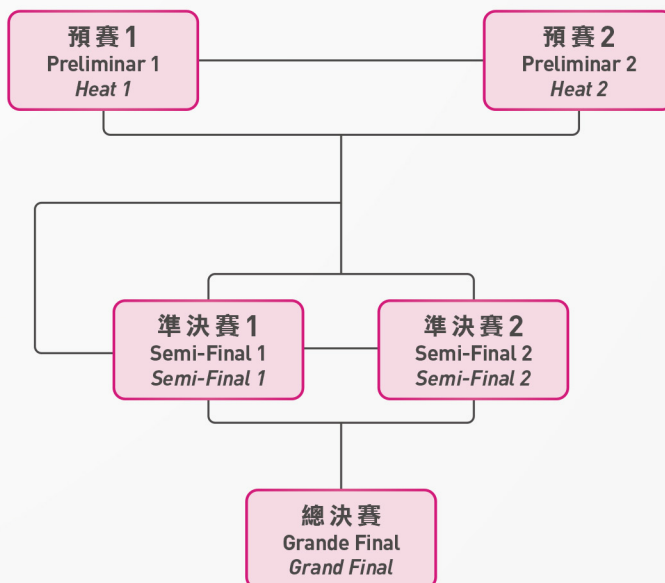 預賽1
Preliminar 1
Heat 1
預賽2
Preliminar 2
Heat 2
準決賽1
Semi-Final 1
Semi-Final 1
準決賽2
Semi-Final 2
Semi-Final 2
總決賽
Grande Final
Grand Final